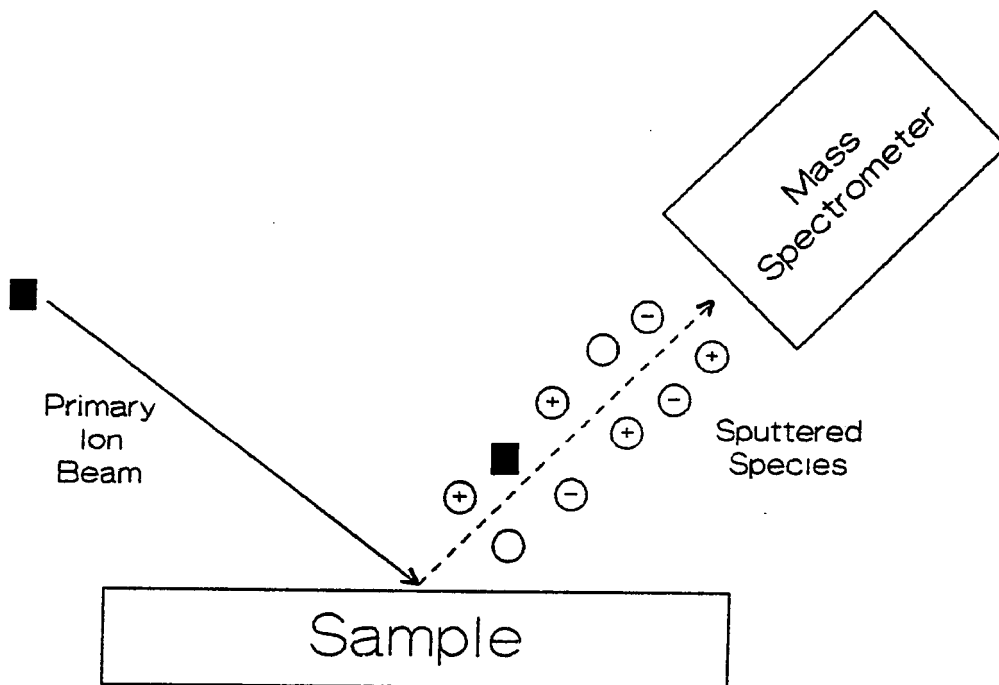 Mass
Spectrometer
Primary
Ion
Beam
+
-
+
-
+
-
+
Sputtered
Species
Sample